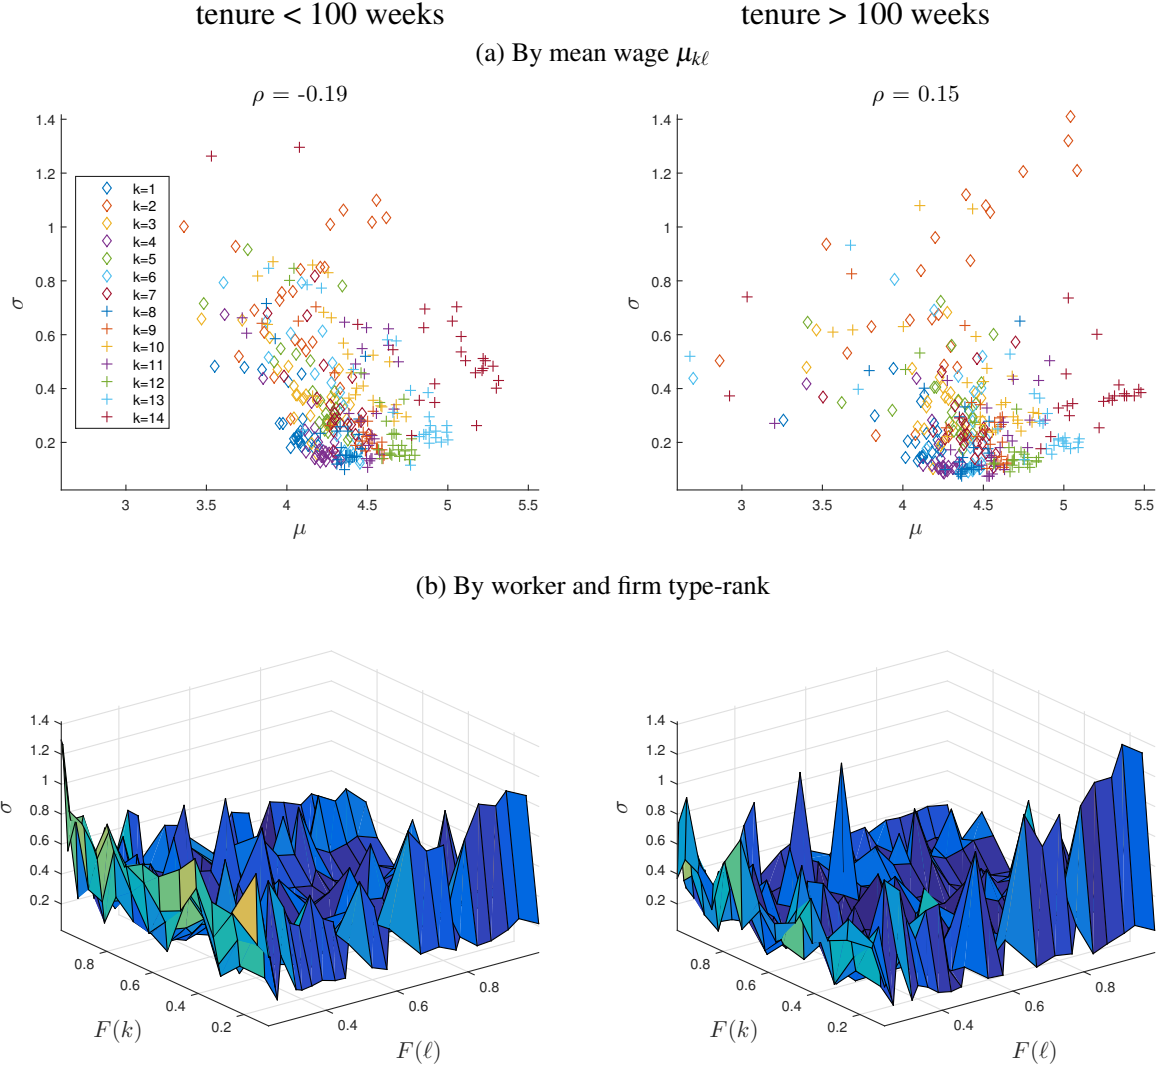 tenure < 100 weeks
tenure > 100 weeks
(a) By mean wage μkℓ
ρ = -0.19
ρ = 0.15
1.4
1.2
1
0.8
0.6
0.4
0.2
σ
3
3.5
4
4.5
5
5.5
μ
k=1
k=2
k=3
k=4
k=5
k=6
k=7
k=8
k=9
k=10
k=11
k=12
k=13
k=14
1.4
1.2
1
0.8
0.6
0.4
0.2
σ
3
3.5
4
4.5
5
5.5
μ
(b) By worker and firm type-rank
1.4
1.2
1
0.8
0.6
0.4
0.2
σ
0.8
0.6
0.4
0.2
F(k)
0.4
0.6
0.8
F(ℓ)
1.4
1.2
1
0.8
0.6
0.4
0.2
σ
0.8
0.6
0.4
0.2
F(k)
0.4
0.6
0.8
F(ℓ)